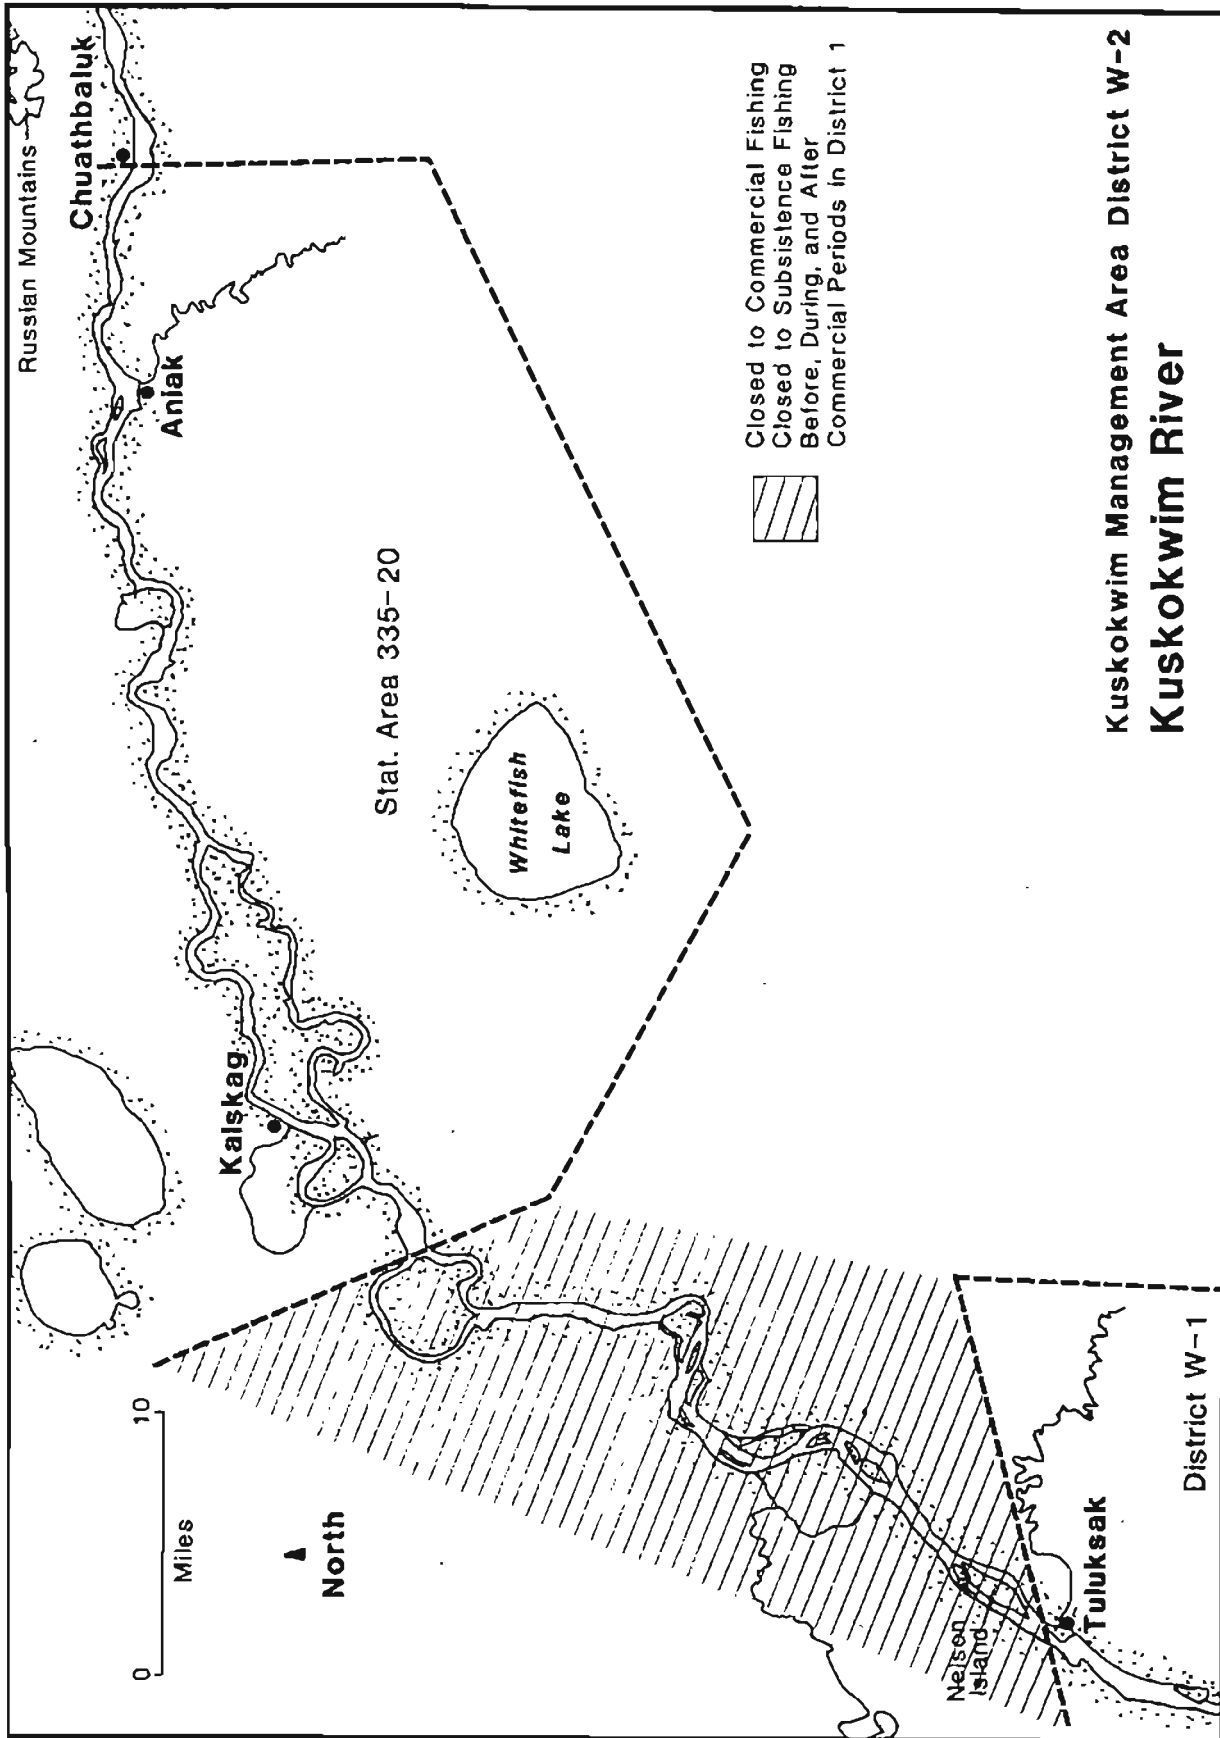 Russian Mountains
Chuathbaluk
Aniak
Kalskag
Stat. Area 335-20
Whitefish
Lake
0
10
Miles
North
Nelson
Island
Tuluksak
District W-1
Closed to Commercial Fishing
Closed to Subsistence Fishing
Before, During, and After
Commercial Periods in District 1
Kuskokwim Management Area District W-2
Kuskokwim River